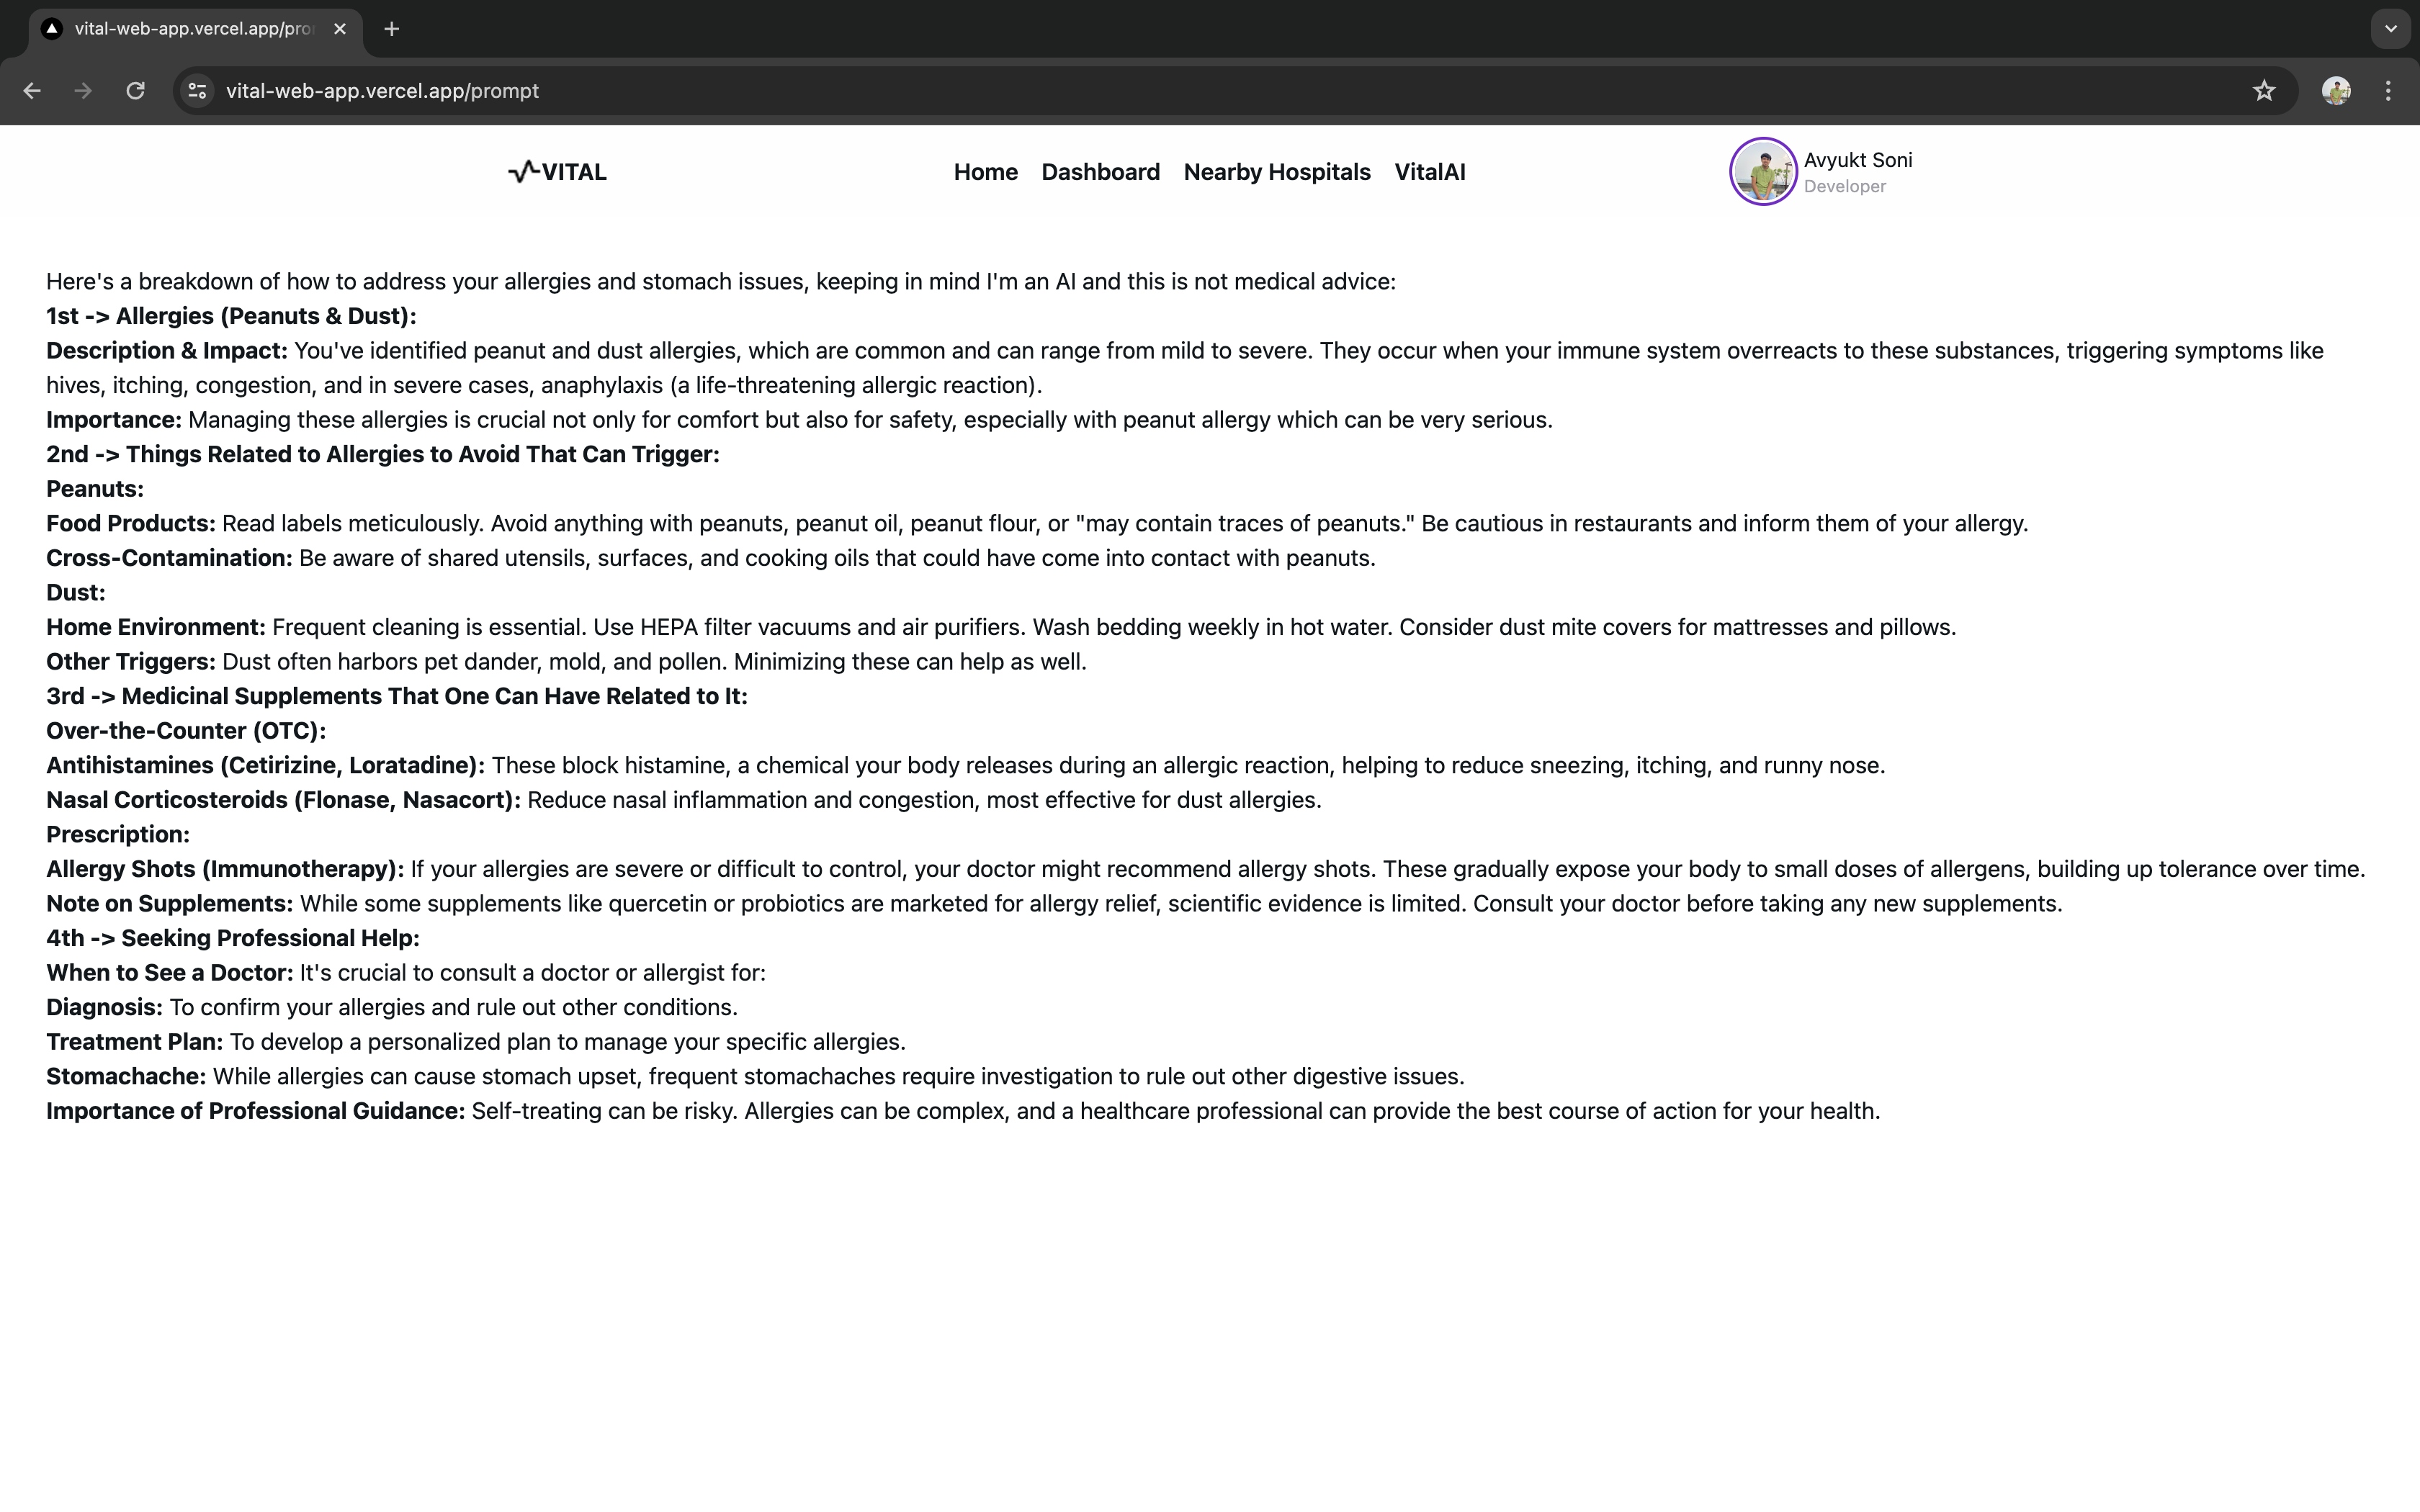 vital-web-app.vercel.app/pro
vital-web-app.vercel.app/prompt
VITAL
Home Dashboard Nearby Hospitals VitalAI
Avyukt Soni
Developer
Here's a breakdown of how to address your allergies and stomach issues, keeping in mind I'm an AI and this is not medical advice:
1st -> Allergies (Peanuts & Dust):
Description & Impact: You've identified peanut and dust allergies, which are common and can range from mild to severe. They occur when your immune system overreacts to these substances, triggering symptoms like
hives, itching, congestion, and in severe cases, anaphylaxis (a life-threatening allergic reaction).
Importance: Managing these allergies is crucial not only for comfort but also for safety, especially with peanut allergy which can be very serious.
2nd -> Things Related to Allergies to Avoid That Can Trigger:
Peanuts:
Food Products: Read labels meticulously. Avoid anything with peanuts, peanut oil, peanut flour, or "may contain traces of peanuts." Be cautious in restaurants and inform them of your allergy.
Cross-Contamination: Be aware of shared utensils, surfaces, and cooking oils that could have come into contact with peanuts.
Dust:
Home Environment: Frequent cleaning is essential. Use HEPA filter vacuums and air purifiers. Wash bedding weekly in hot water. Consider dust mite covers for mattresses and pillows.
Other Triggers: Dust often harbors pet dander, mold, and pollen. Minimizing these can help as well.
3rd -> Medicinal Supplements That One Can Have Related to It:
Over-the-Counter (OTC):
Antihistamines (Cetirizine, Loratadine): These block histamine, a chemical your body releases during an allergic reaction, helping to reduce sneezing, itching, and runny nose.
Nasal Corticosteroids (Flonase, Nasacort): Reduce nasal inflammation and congestion, most effective for dust allergies.
Prescription:
Allergy Shots (Immunotherapy): If your allergies are severe or difficult to control, your doctor might recommend allergy shots. These gradually expose your body to small doses of allergens, building up tolerance over time.
Note on Supplements: While some supplements like quercetin or probiotics are marketed for allergy relief, scientific evidence is limited. Consult your doctor before taking any new supplements.
4th -> Seeking Professional Help:
When to See a Doctor: It's crucial to consult a doctor or allergist for:
Diagnosis: To confirm your allergies and rule out other conditions.
Treatment Plan: To develop a personalized plan to manage your specific allergies.
Stomachache: While allergies can cause stomach upset, frequent stomachaches require investigation to rule out other digestive issues.
Importance of Professional Guidance: Self-treating can be risky. Allergies can be complex, and a healthcare professional can provide the best course of action for your health.